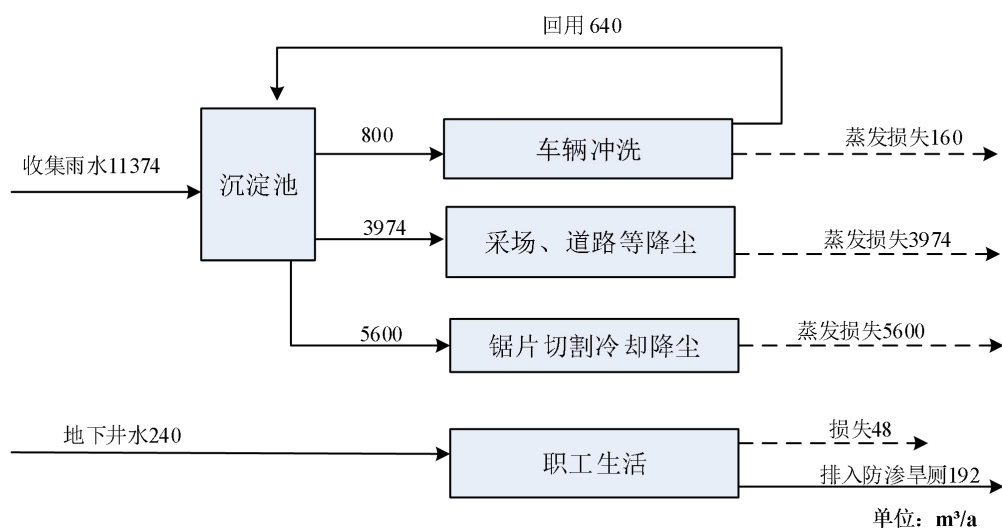 回用 640
800
车辆冲洗
蒸发损失160
收集雨水11374
沉淀池
3974
采场、道路等降尘
蒸发损失3974
5600
锯片切割冷却降尘
蒸发损失5600
地下井水240
职工生活
损失48
排入防渗旱厕192
单位：m³/a